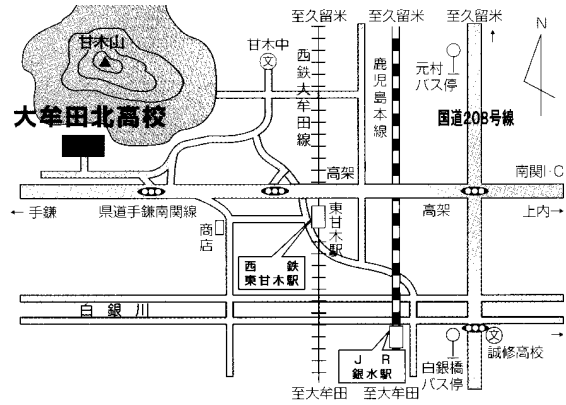 至久留米
至久留米
至久留米
N
甘木山
甘木中
文
西鉄大牟田線
鹿児島本線
元村
バス停
大牟田北高校
国道208号線
高架
南関I・C
← 手鎌
県道手鎌南関線
商店
東甘木駅
高架
上内→
西鉄
東甘木駅
白銀川
JR
銀水駅
文
誠修高校
白銀橋
バス停
至大牟田
至大牟田